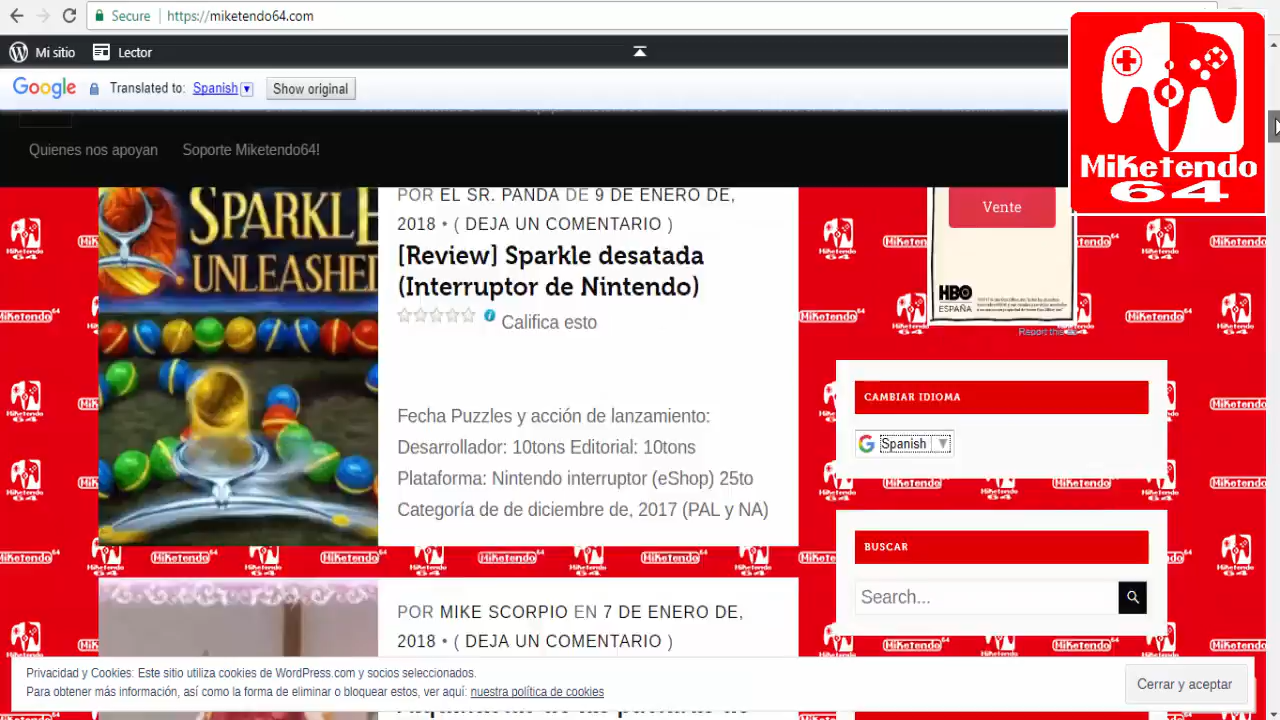 Secure https://miketendo64.com
Mi sitio Lector
Google Translated to: Spanish Show original
Quienes nos apoyan Soporte Miketendo64!
MiKetendo
64
SPARKLE
UNLEASHED
POR EL SR. PANDA DE 9 DE ENERO DE,
2018 • ( DEJA UN COMENTARIO )
[Review] Sparkle desatada
(Interruptor de Nintendo)
Califica esto
Fecha Puzzles y acción de lanzamiento:
Desarrollador: 10tons Editorial: 10tons
Plataforma: Nintendo interruptor (eShop) 25to
Categoría de de diciembre de, 2017 (PAL y NA)
Vente
HBO
ESPAÑA
Report this ad
CAMBIAR IDIOMA
Spanish
BUSCAR
Search...
POR MIKE SCORPIO EN 7 DE ENERO DE,
2018 • ( DEJA UN COMENTARIO )
Privacidad y Cookies: Este sitio utiliza cookies de WordPress.com y socios seleccionados.
Para obtener más información, así como la forma de eliminar o bloquear estos, ver aquí: nuestra política de cookies
Cerrar y aceptar